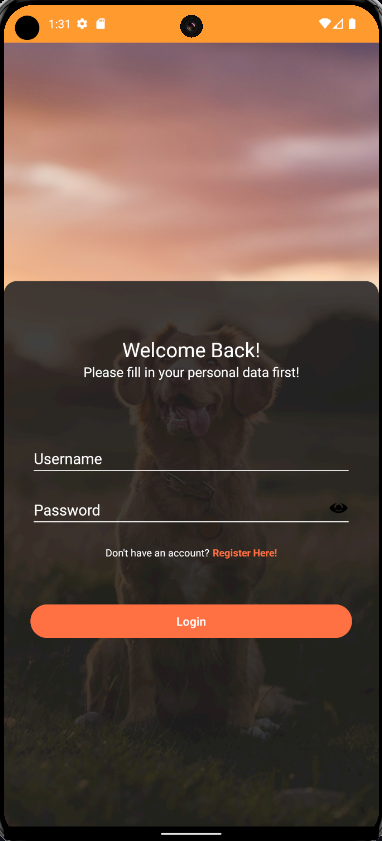 1:31
Welcome Back!
Please fill in your personal data first!
Username
Password
Don't have an account? Register Here!
Login